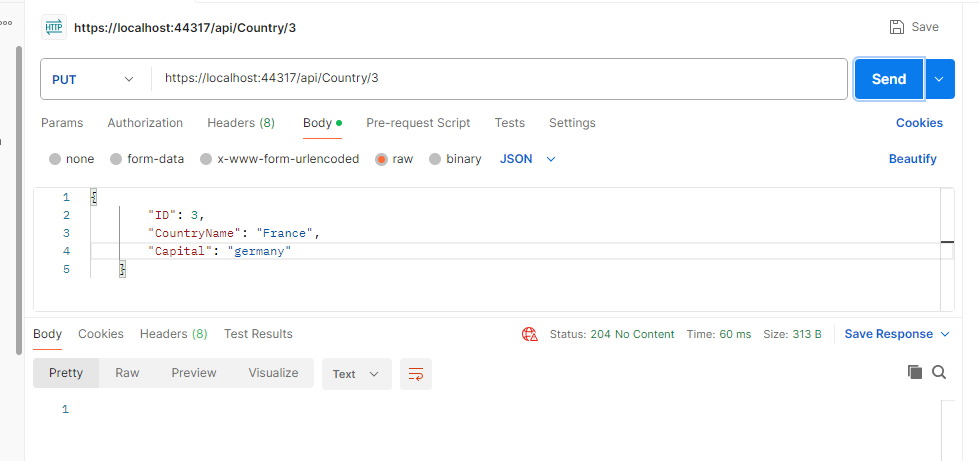 HTTP https://localhost:44317/api/Country/3 Save
PUT https://localhost:44317/api/Country/3 Send
Params Authorization Headers (8) Body Pre-request Script Tests Settings Cookies
none form-data x-www-form-urlencoded raw binary JSON Beautify
1 {
2 "ID": 3,
3 "CountryName": "France",
4 "Capital": "germany"
5 }
Body Cookies Headers (8) Test Results Status: 204 No Content Time: 60 ms Size: 313 B Save Response
Pretty Raw Preview Visualize Text
1